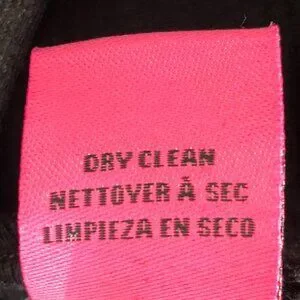 DRY CLEAN
NETTOYER À SEC
LIMPIEZA EN SECO